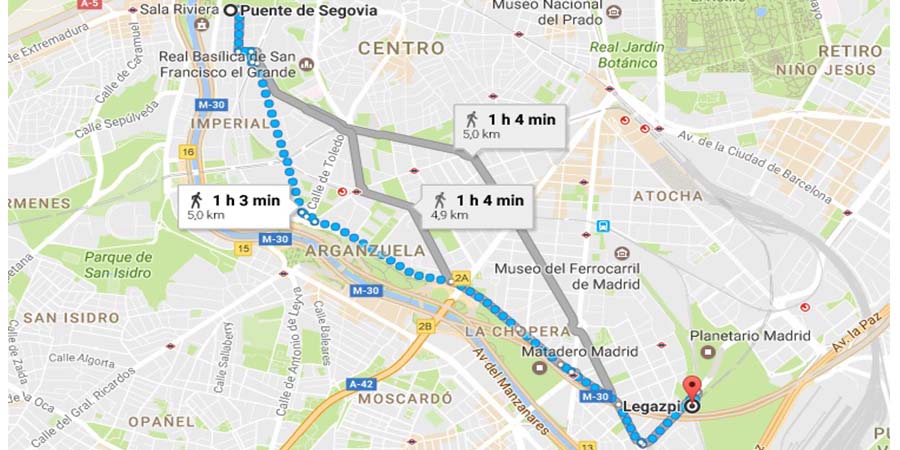 A-5
Sala Riviera
Puente de Segovia
Museo Nacional
del Prado
CENTRO
Real Jardín
Botánico
RETIRO
NIÑO JESÚS
de Extremadura
Calle de Caramuel
Real Basílica de San
Francisco el Grande
M-30
IMPERIAL
Calle Sepúlveda
16
1 h 4 min
5,0 km
Av. de la Ciudad de Barcelona
Calle de Toledo
1 h 3 min
5,0 km
1 h 4 min
4,9 km
ATOCHA
RMENES
M-30
15
ARGANZUELA
Parque de
San Isidro
2A
Museo del Ferrocarril
de Madrid
M-30
SAN ISIDRO
2B
LA CHOPERA
Planetario Madrid
Av. la Paz
Calle de Zaida
Calle Algorta
Calle Sallaberry
Calle de Antonio de Leyva
Calle Baleares
Matadero Madrid
Av del Manzanares
A-42
M-30
Legazpi
de la Oca
Calle del Gral. Ricardos
MOSCARDÓ
OPAÑEL
13